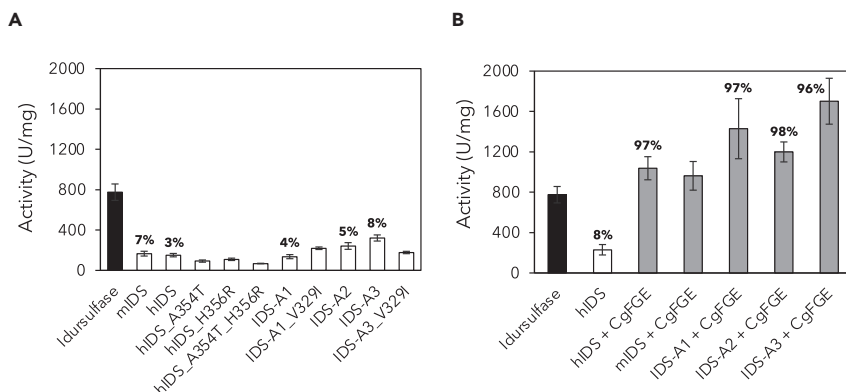 A
Activity (U/mg)
2000
1600
1200
800
400
0
7%
3%
4%
5%
8%
Idursulfase
mIDS
hIDS
hIDS_A354T
hIDS_H356R
hIDS_A354T_H356R
IDS-A1
IDS-A1_V329I
IDS-A2
IDS-A3
IDS-A3_V329I
B
Activity (U/mg)
2000
1600
1200
800
400
0
8%
97%
97%
98%
96%
Idursulfase
hIDS
hIDS + CgFGE
mIDS + CgFGE
IDS-A1 + CgFGE
IDS-A2 + CgFGE
IDS-A3 + CgFGE